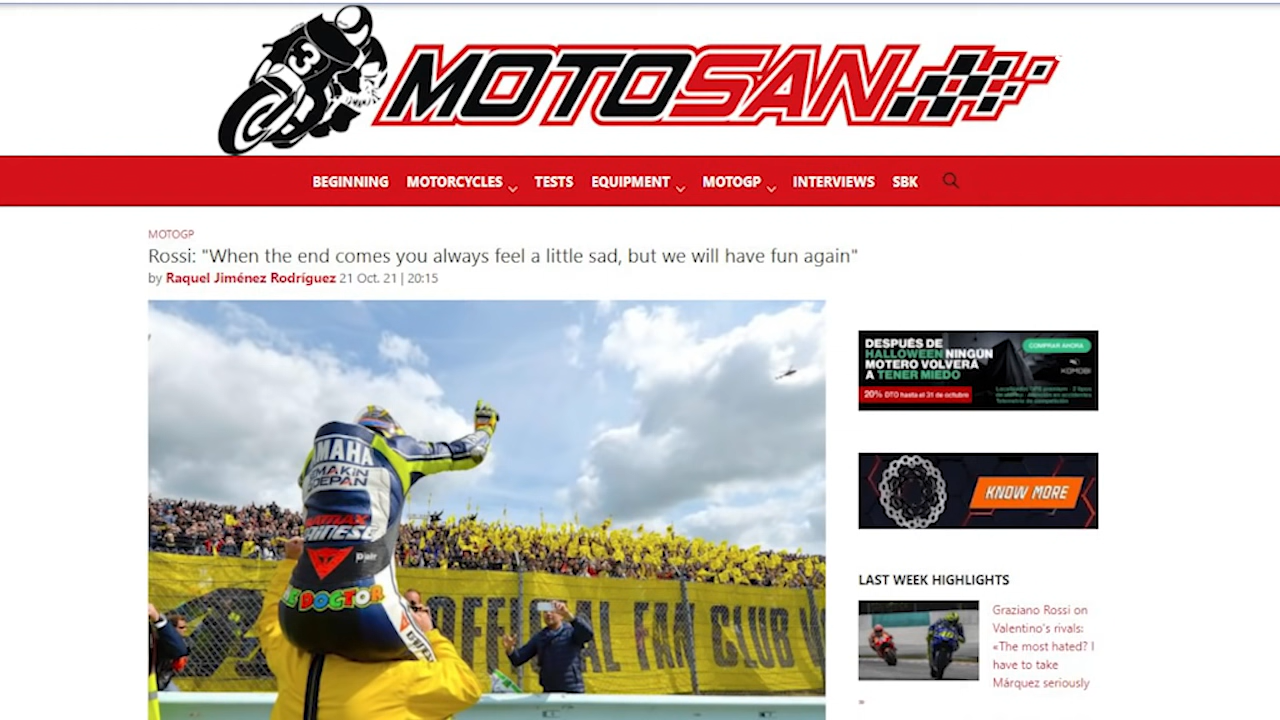 3
MOTOSAN
BEGINNING MOTORCYCLES TESTS EQUIPMENT MOTOGP INTERVIEWS SBK
MOTOGP
Rossi: "When the end comes you always feel a little sad, but we will have fun again"
by Raquel Jiménez Rodríguez 21 Oct. 21 | 20:15
YAMAHA
DOCTOR
OFFICIAL FAN CLUB
DESPUÉS DE
HALLOWEEN NINGÚN
MOTERO VOLVERÁ
A TENER MIEDO
20% DTO hasta el 31 de octubre
COMPRAR AHORA
KOMOBI
KNOW MORE
LAST WEEK HIGHLIGHTS
Graziano Rossi on
Valentino's rivals:
«The most hated? I
have to take
Márquez seriously
»